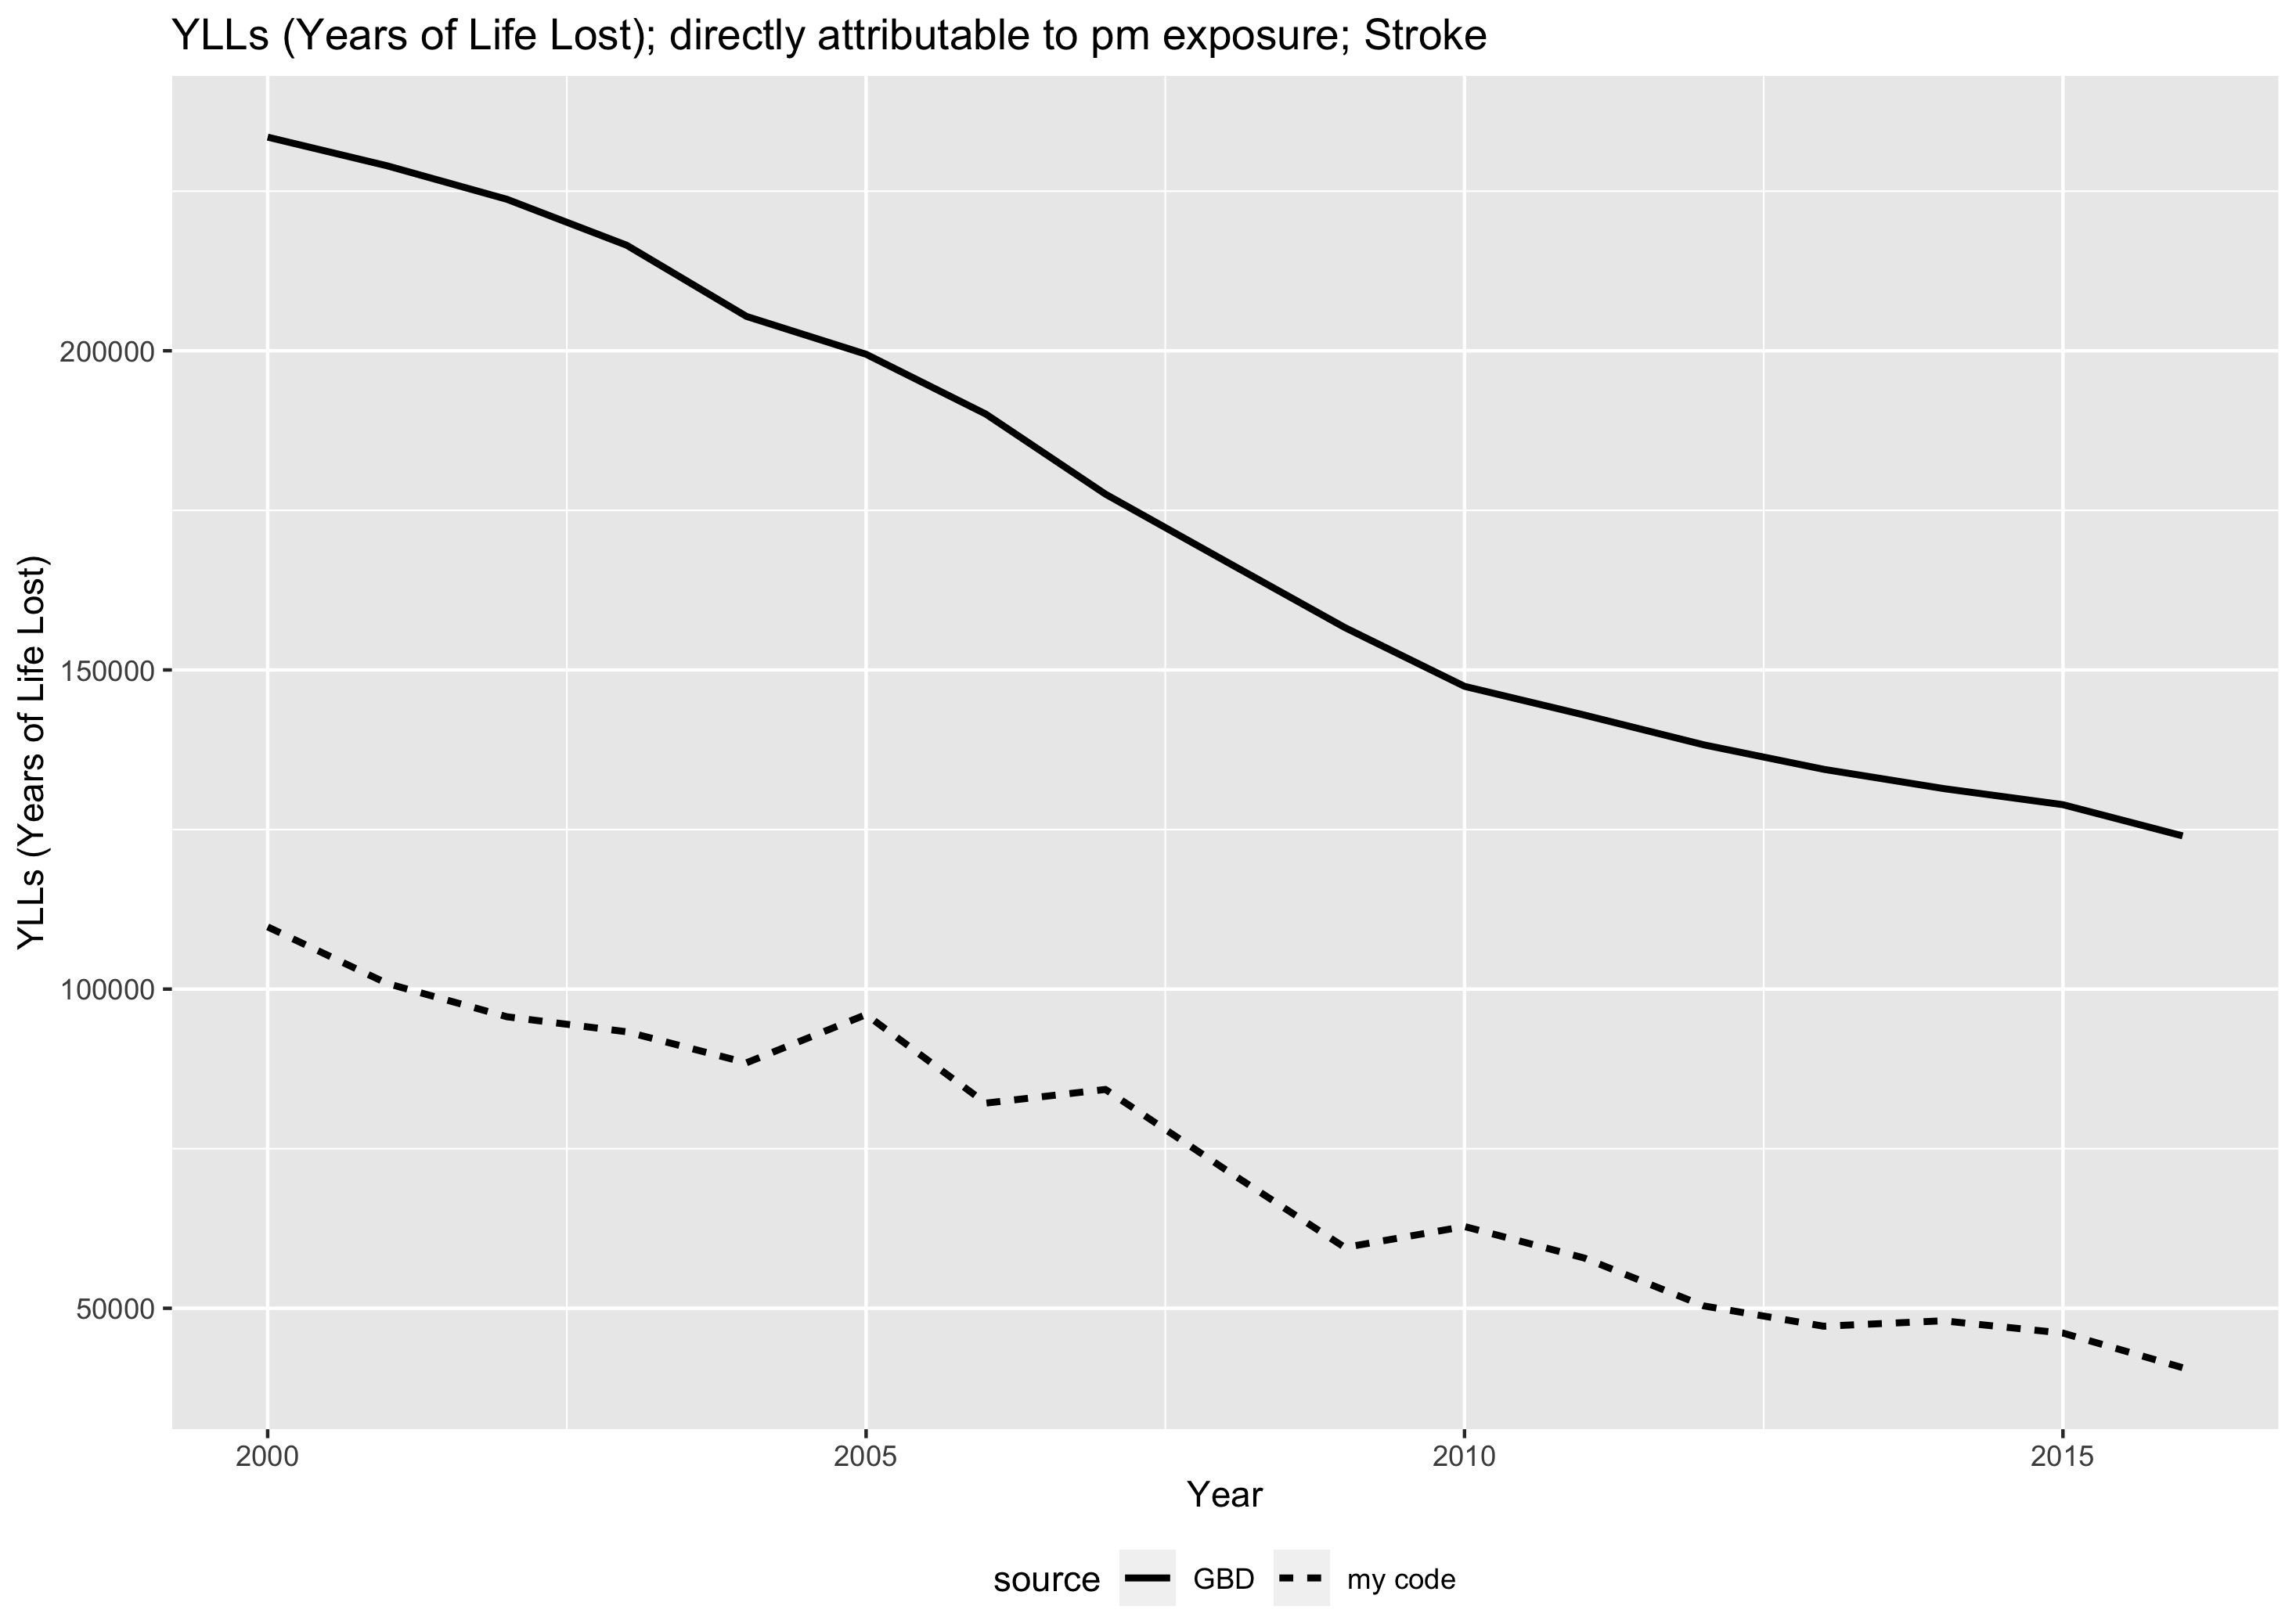 YLLs (Years of Life Lost); directly attributable to pm exposure; Stroke
YLLs (Years of Life Lost)
200000
150000
100000
50000
2000
2005
2010
2015
Year
source
GBD
my code